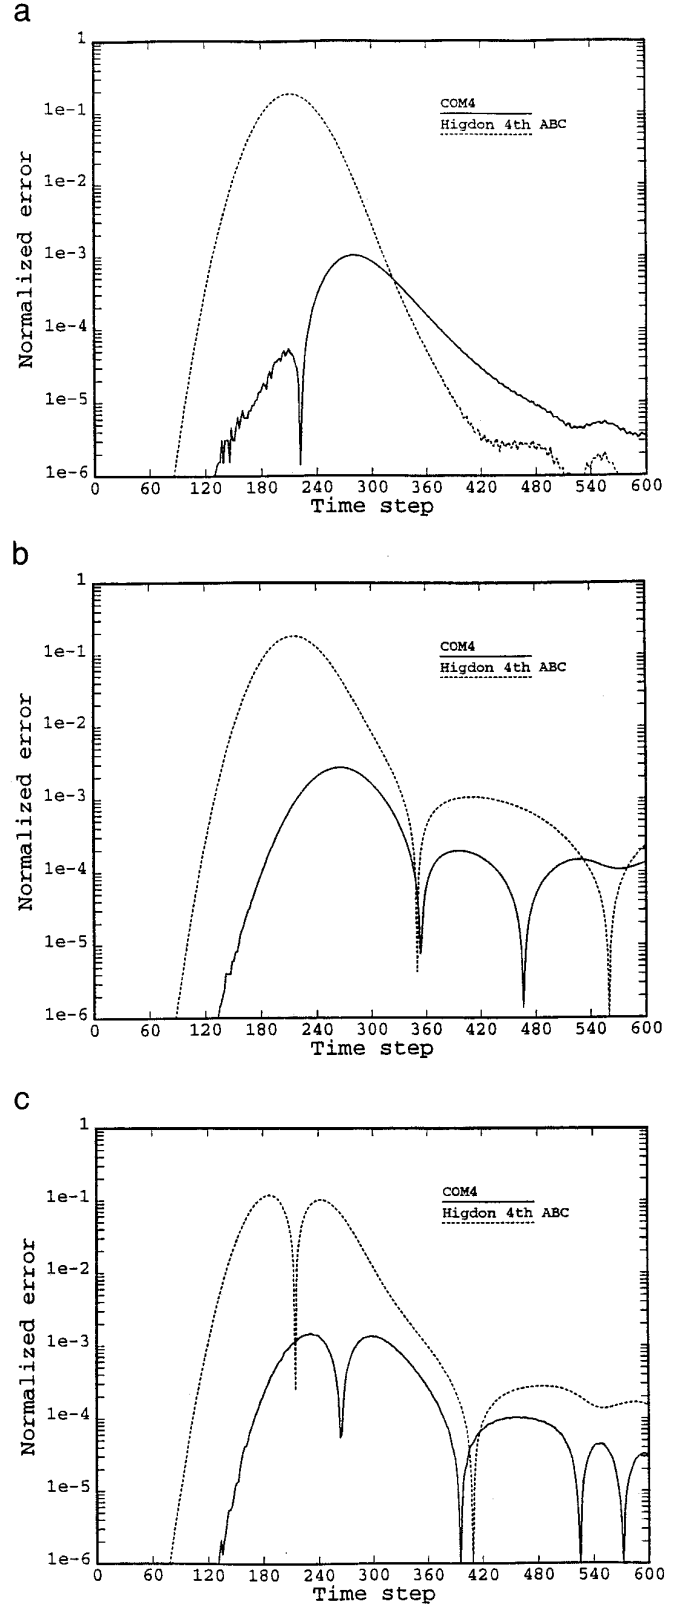 a
1
1e-1
1e-2
1e-3
1e-4
1e-5
1e-6
Normalized error
COM4
Higdon 4th ABC
0 60 120 180 240 300 360 420 480 540 600
Time step
b
1
1e-1
1e-2
1e-3
1e-4
1e-5
1e-6
Normalized error
COM4
Higdon 4th ABC
0 60 120 180 240 300 360 420 480 540 600
Time step
c
1
1e-1
1e-2
1e-3
1e-4
1e-5
1e-6
Normalized error
COM4
Higdon 4th ABC
0 60 120 180 240 300 360 420 480 540 600
Time step